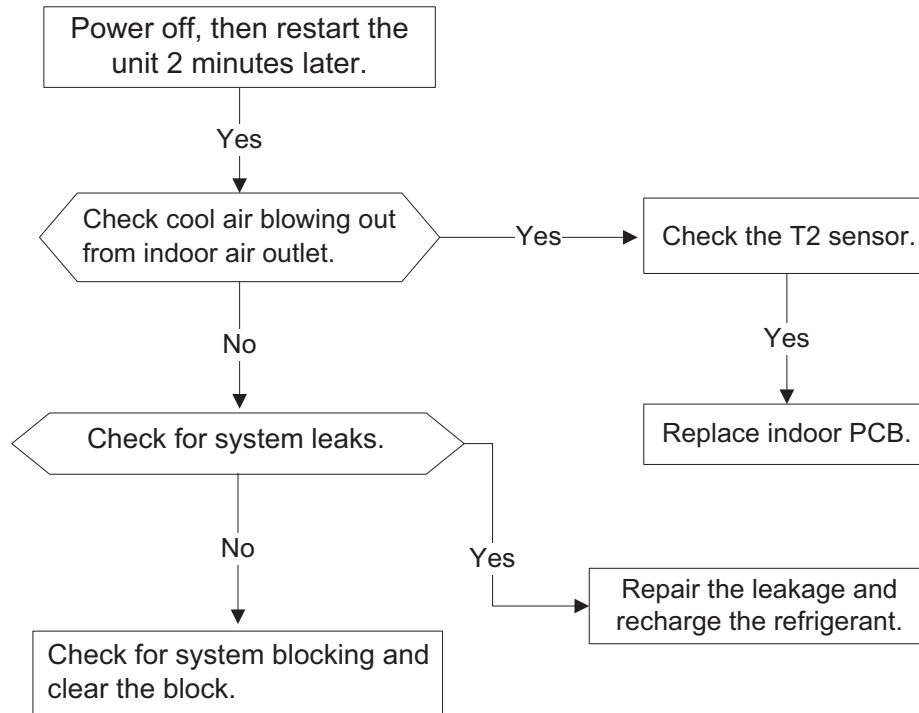 Power off, then restart the
unit 2 minutes later.
Yes
Check cool air blowing out
from indoor air outlet.
Yes
Check the T2 sensor.
No
Yes
Check for system leaks.
Replace indoor PCB.
No
Yes
Repair the leakage and
recharge the refrigerant.
Check for system blocking and
clear the block.